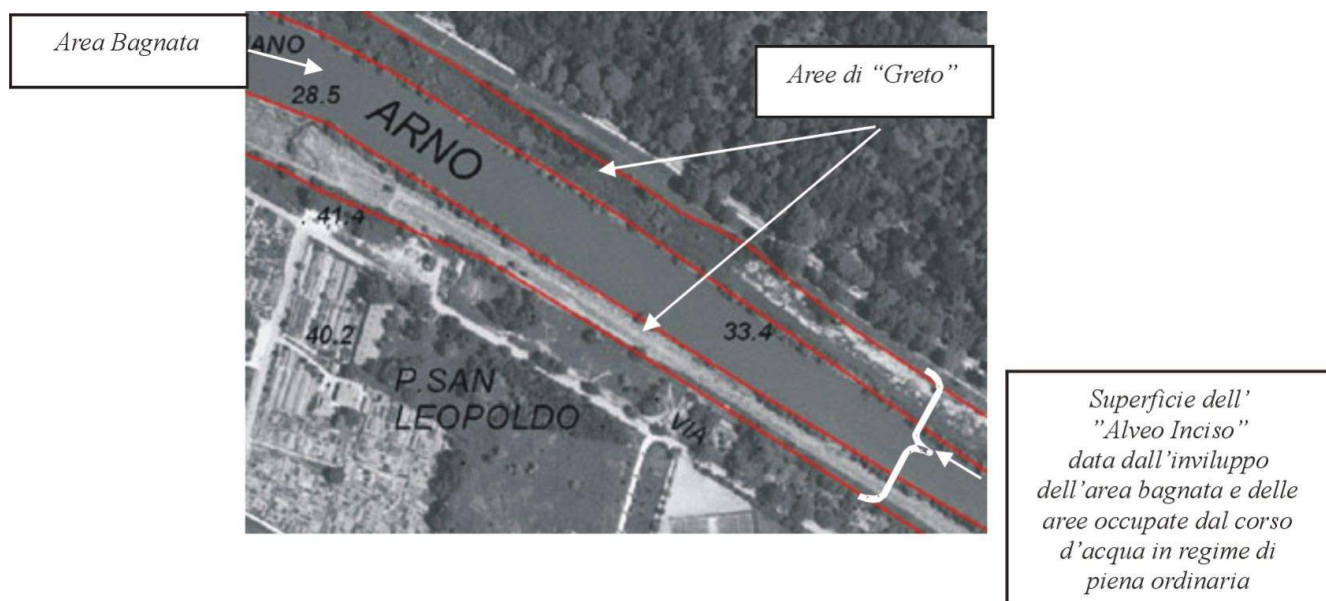 Area Bagnata
Aree di “Greto”
IANO
28.5
ARNO
41.4
40.2
33.4
P.SAN
LEOPOLDO
VIA
Superficie dell’
”Alveo Inciso”
data dall’inviluppo
dell’area bagnata e delle
aree occupate dal corso
d’acqua in regime di
piena ordinaria